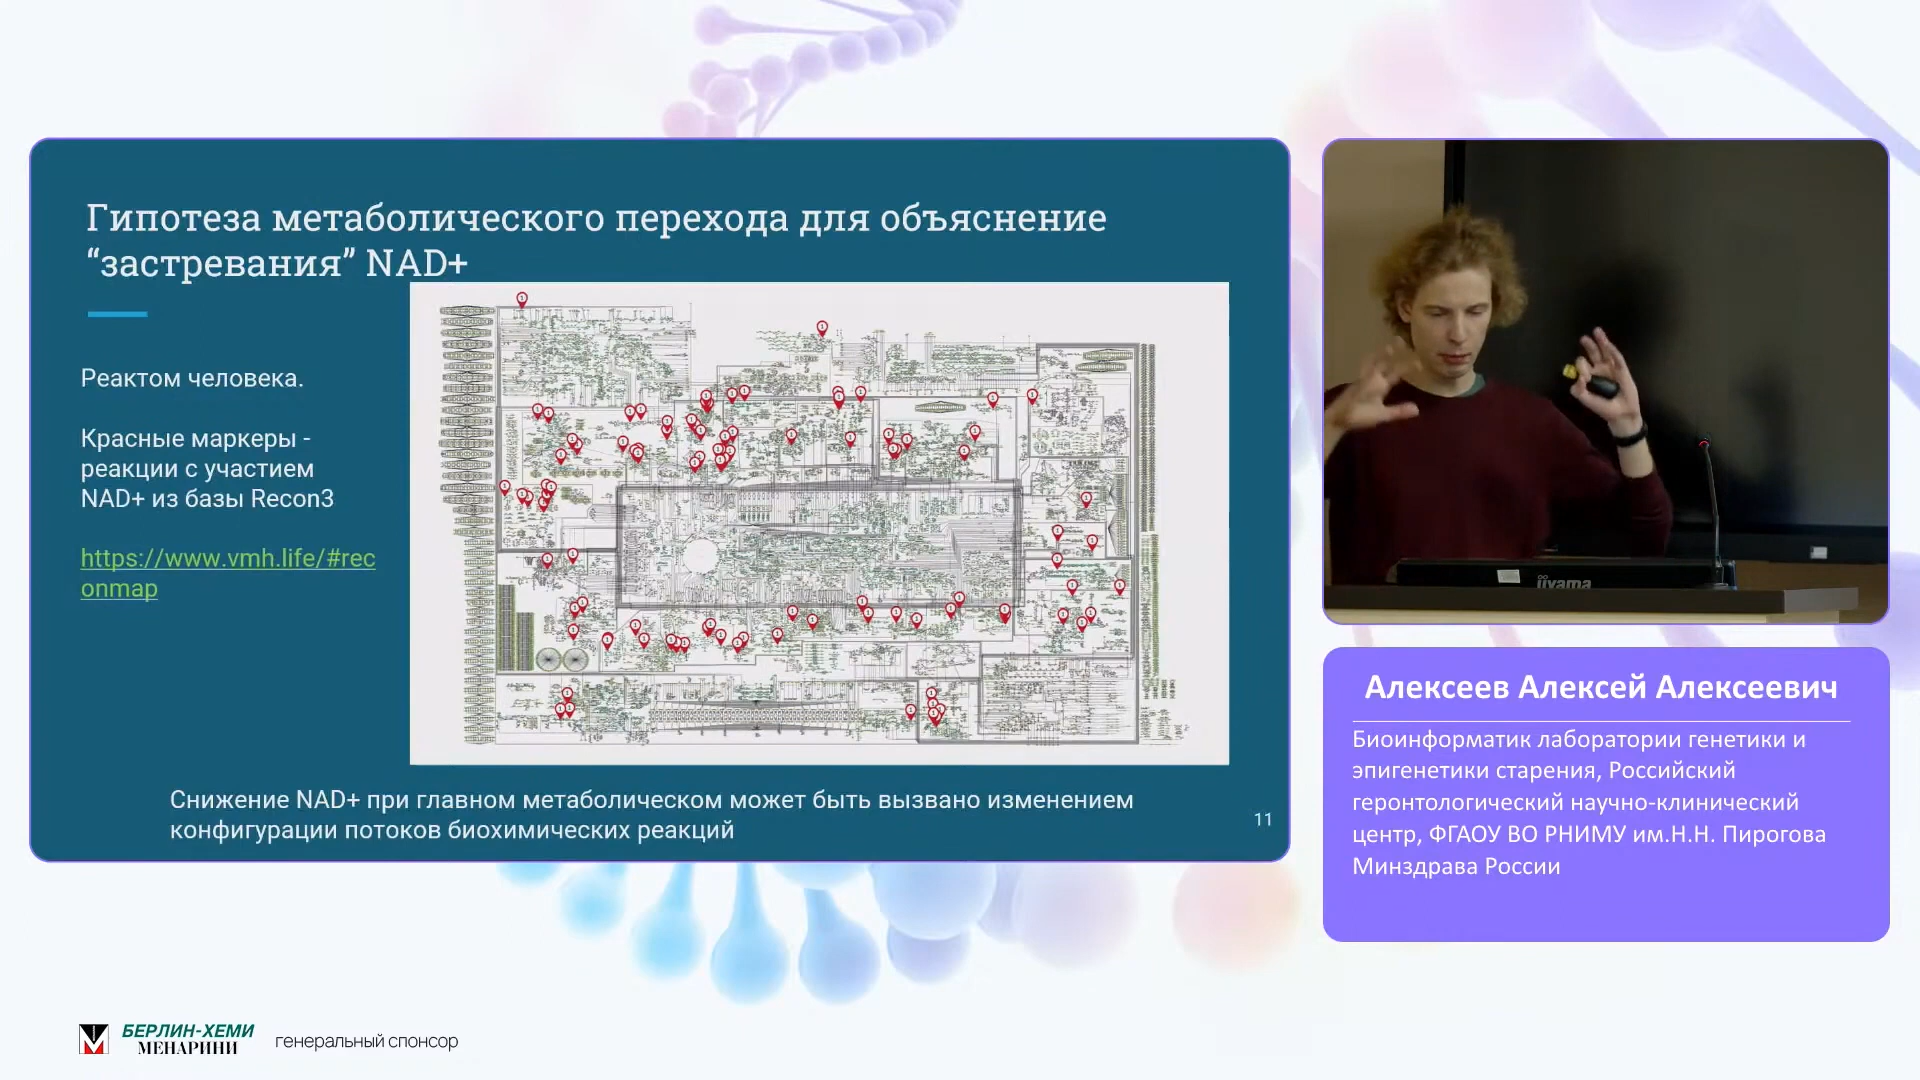 Гипотеза метаболического перехода для объяснение
“застревания” NAD+
Реактом человека.
Красные маркеры -
реакции с участием
NAD+ из базы Recon3
https://www.vmh.life/#rec
onmap
Снижение NAD+ при главном метаболическом может быть вызвано изменением
конфигурации потоков биохимических реакций
11
iiyama
Алексеев Алексей Алексеевич
Биоинформатик лаборатории генетики и
эпигенетики старения, Российский
геронтологический научно-клинический
центр, ФГАОУ ВО РНИМУ им.Н.Н. Пирогова
Минздрава России
БЕРЛИН-ХЕМИ
МЕНАРИНИ
генеральный спонсор